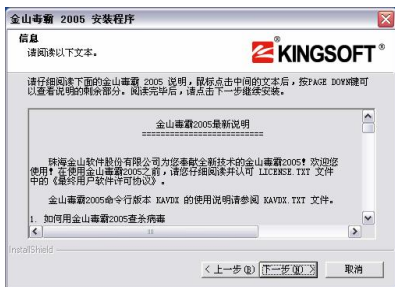 金山毒霸 2005 安装程序
信息
请阅读以下文本。
KINGSOFT®
请仔细阅读下面的金山毒霸 2005 说明，鼠标点击中间的文本后，按PAGE DOWN键可
以查看说明的剩余部分。阅读完毕后，请点击下一步继续安装。
金山毒霸2005最新说明
========================
珠海金山软件股份有限公司为您奉献全新技术的金山毒霸2005! 欢迎您
使用! 在使用金山毒霸2005之前，请您仔细阅读并认可 LICENSE.TXT 文件
中的《最终用户软件许可协议》。
金山毒霸2005命令行版本 KAVDX 的使用说明请参阅 KAVDX.TXT 文件。
1. 如何用金山毒霸2005查杀病毒
InstallShield
< 上一步(B)
下一步(N) >
取消